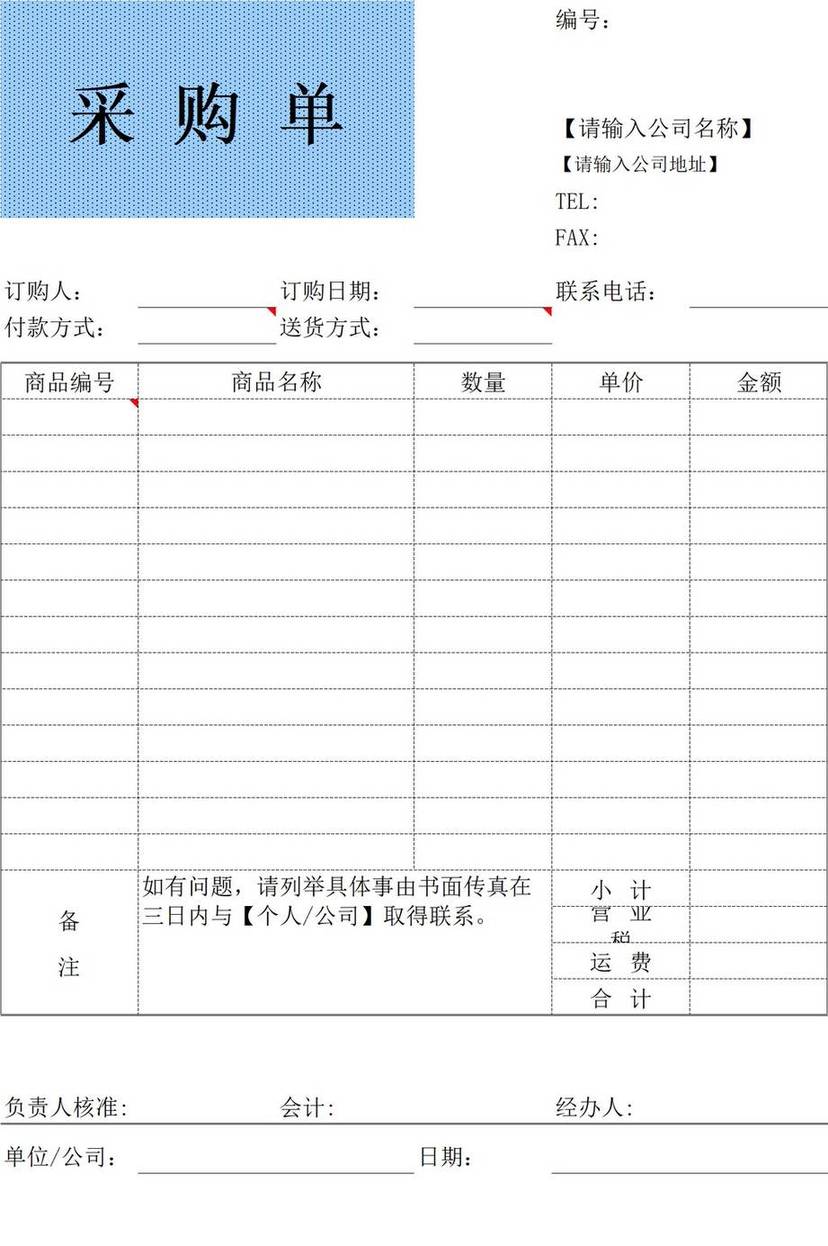 编号：
采购单
【请输入公司名称】
【请输入公司地址】
TEL:
FAX:
订购人： 订购日期： 联系电话：
付款方式： 送货方式：
商品编号 商品名称 数量 单价 金额
如有问题，请列举具体事由书面传真在
三日内与【个人/公司】取得联系。
备
注
小 计
营 业
税
运 费
合 计
负责人核准: 会计: 经办人:
单位/公司： 日期：